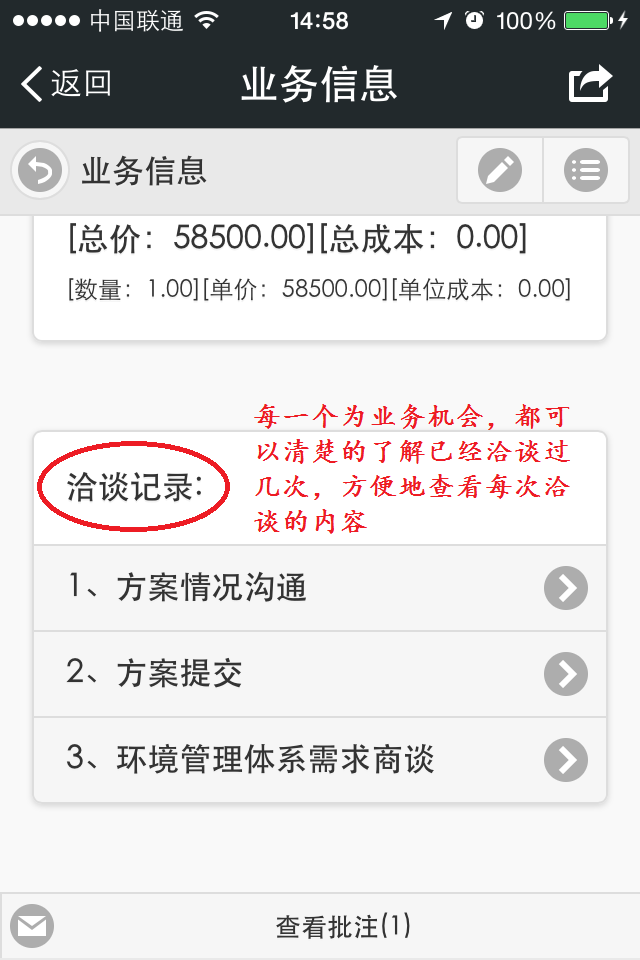 中国联通 14:58 100%
返回 业务信息
业务信息
[总价：58500.00][总成本：0.00]
[数量：1.00][单价：58500.00][单位成本：0.00]
每一个为业务机会，都可
以清楚的了解已经洽谈过
几次，方便地查看每次洽
谈的内容
洽谈记录:
1、方案情况沟通
2、方案提交
3、环境管理体系需求商谈
查看批注(1)